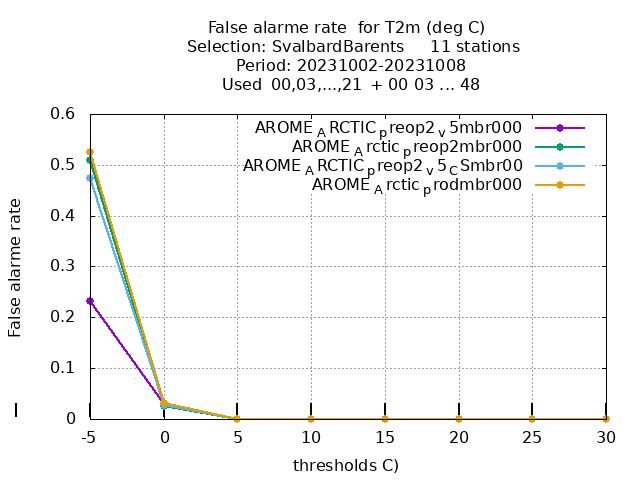 False alarme rate for T2m (deg C)
Selection: SvalbardBarents 11 stations
Period: 20231002-20231008
Used 00,03,...,21 + 00 03 ... 48
AROME_ARCTIC_preop2_v5mbr000
AROME_Arctic_preop2mbr000
AROME_ARCTIC_preop2_v5_CSmbr00
AROME_Arctic_prodmbr000
0.6
0.5
0.4
0.3
0.2
0.1
0
False alarme rate
-5 0 5 10 15 20 25 30
thresholds C)